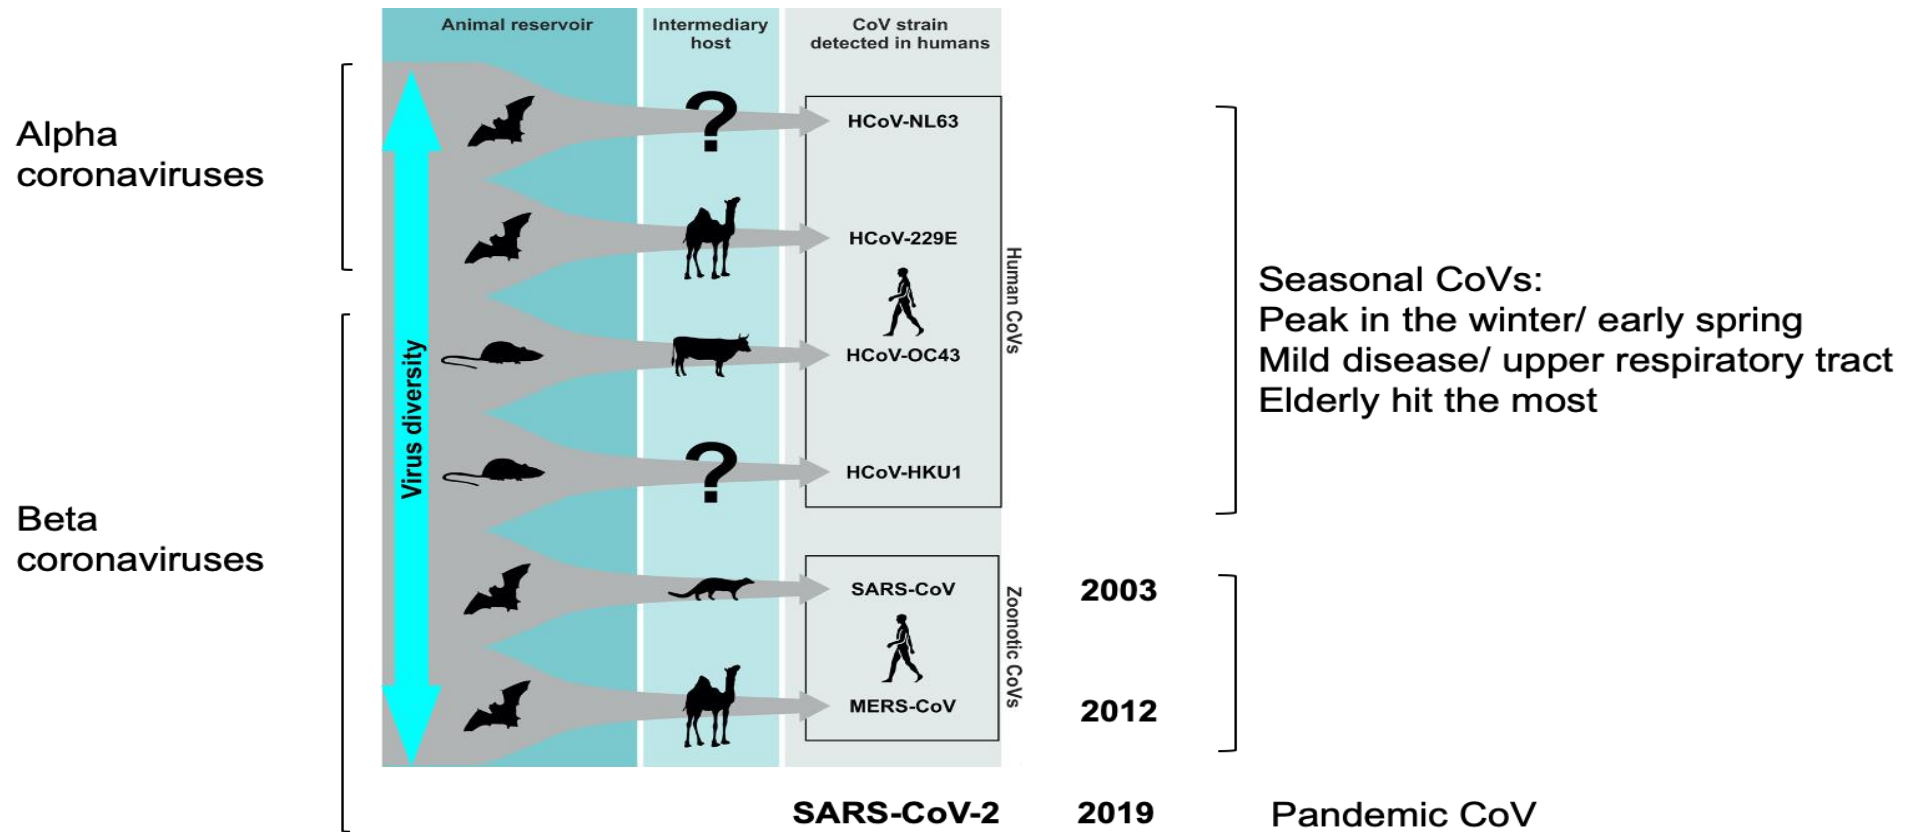 Animal reservoir
Intermediary
host
CoV strain
detected in humans
Alpha
coronaviruses
Beta
coronaviruses
Virus diversity
?
?
HCoV-NL63
HCoV-229E
HCoV-OC43
HCoV-HKU1
Human CoVs
SARS-CoV
MERS-CoV
Zoonotic CoVs
2003
2012
Seasonal CoVs:
Peak in the winter/ early spring
Mild disease/ upper respiratory tract
Elderly hit the most
SARS-CoV-2
2019
Pandemic CoV